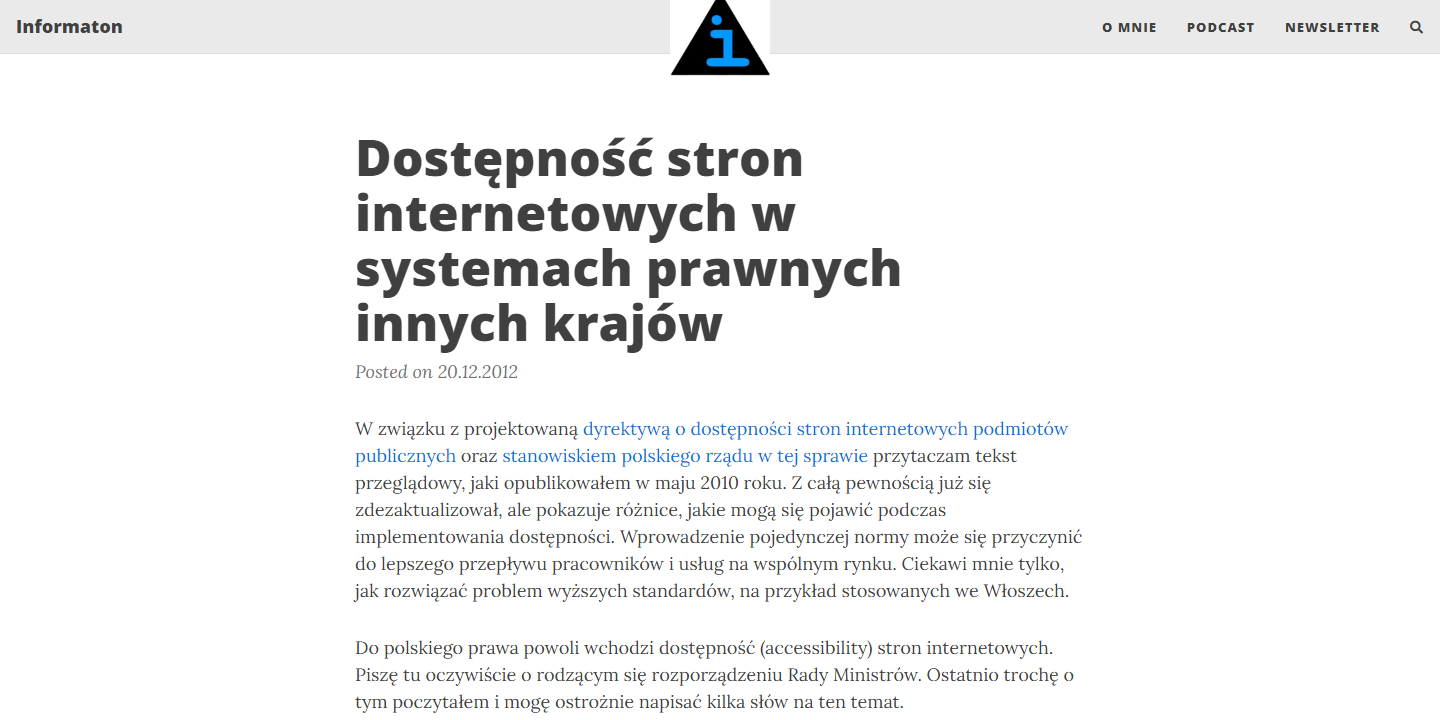 Informaton
i
O MNIE
PODCAST
NEWSLETTER
Dostępność stron
internetowych w
systemach prawnych
innych krajów
Posted on 20.12.2012
W związku z projektowaną dyrektywą o dostępności stron internetowych podmiotów
publicznych oraz stanowiskiem polskiego rządu w tej sprawie przytaczam tekst
przeglądowy, jaki opublikowałem w maju 2010 roku. Z całą pewnością już się
zdezaktualizował, ale pokazuje różnice, jakie mogą się pojawić podczas
implementowania dostępności. Wprowadzenie pojedynczej normy może się przyczynić
do lepszego przepływu pracowników i usług na wspólnym rynku. Ciekawi mnie tylko,
jak rozwiązać problem wyższych standardów, na przykład stosowanych we Włoszech.
Do polskiego prawa powoli wchodzi dostępność (accessibility) stron internetowych.
Piszę tu oczywiście o rodzącym się rozporządzeniu Rady Ministrów. Ostatnio trochę o
tym poczytałem i mogę ostrożnie napisać kilka słów na ten temat.